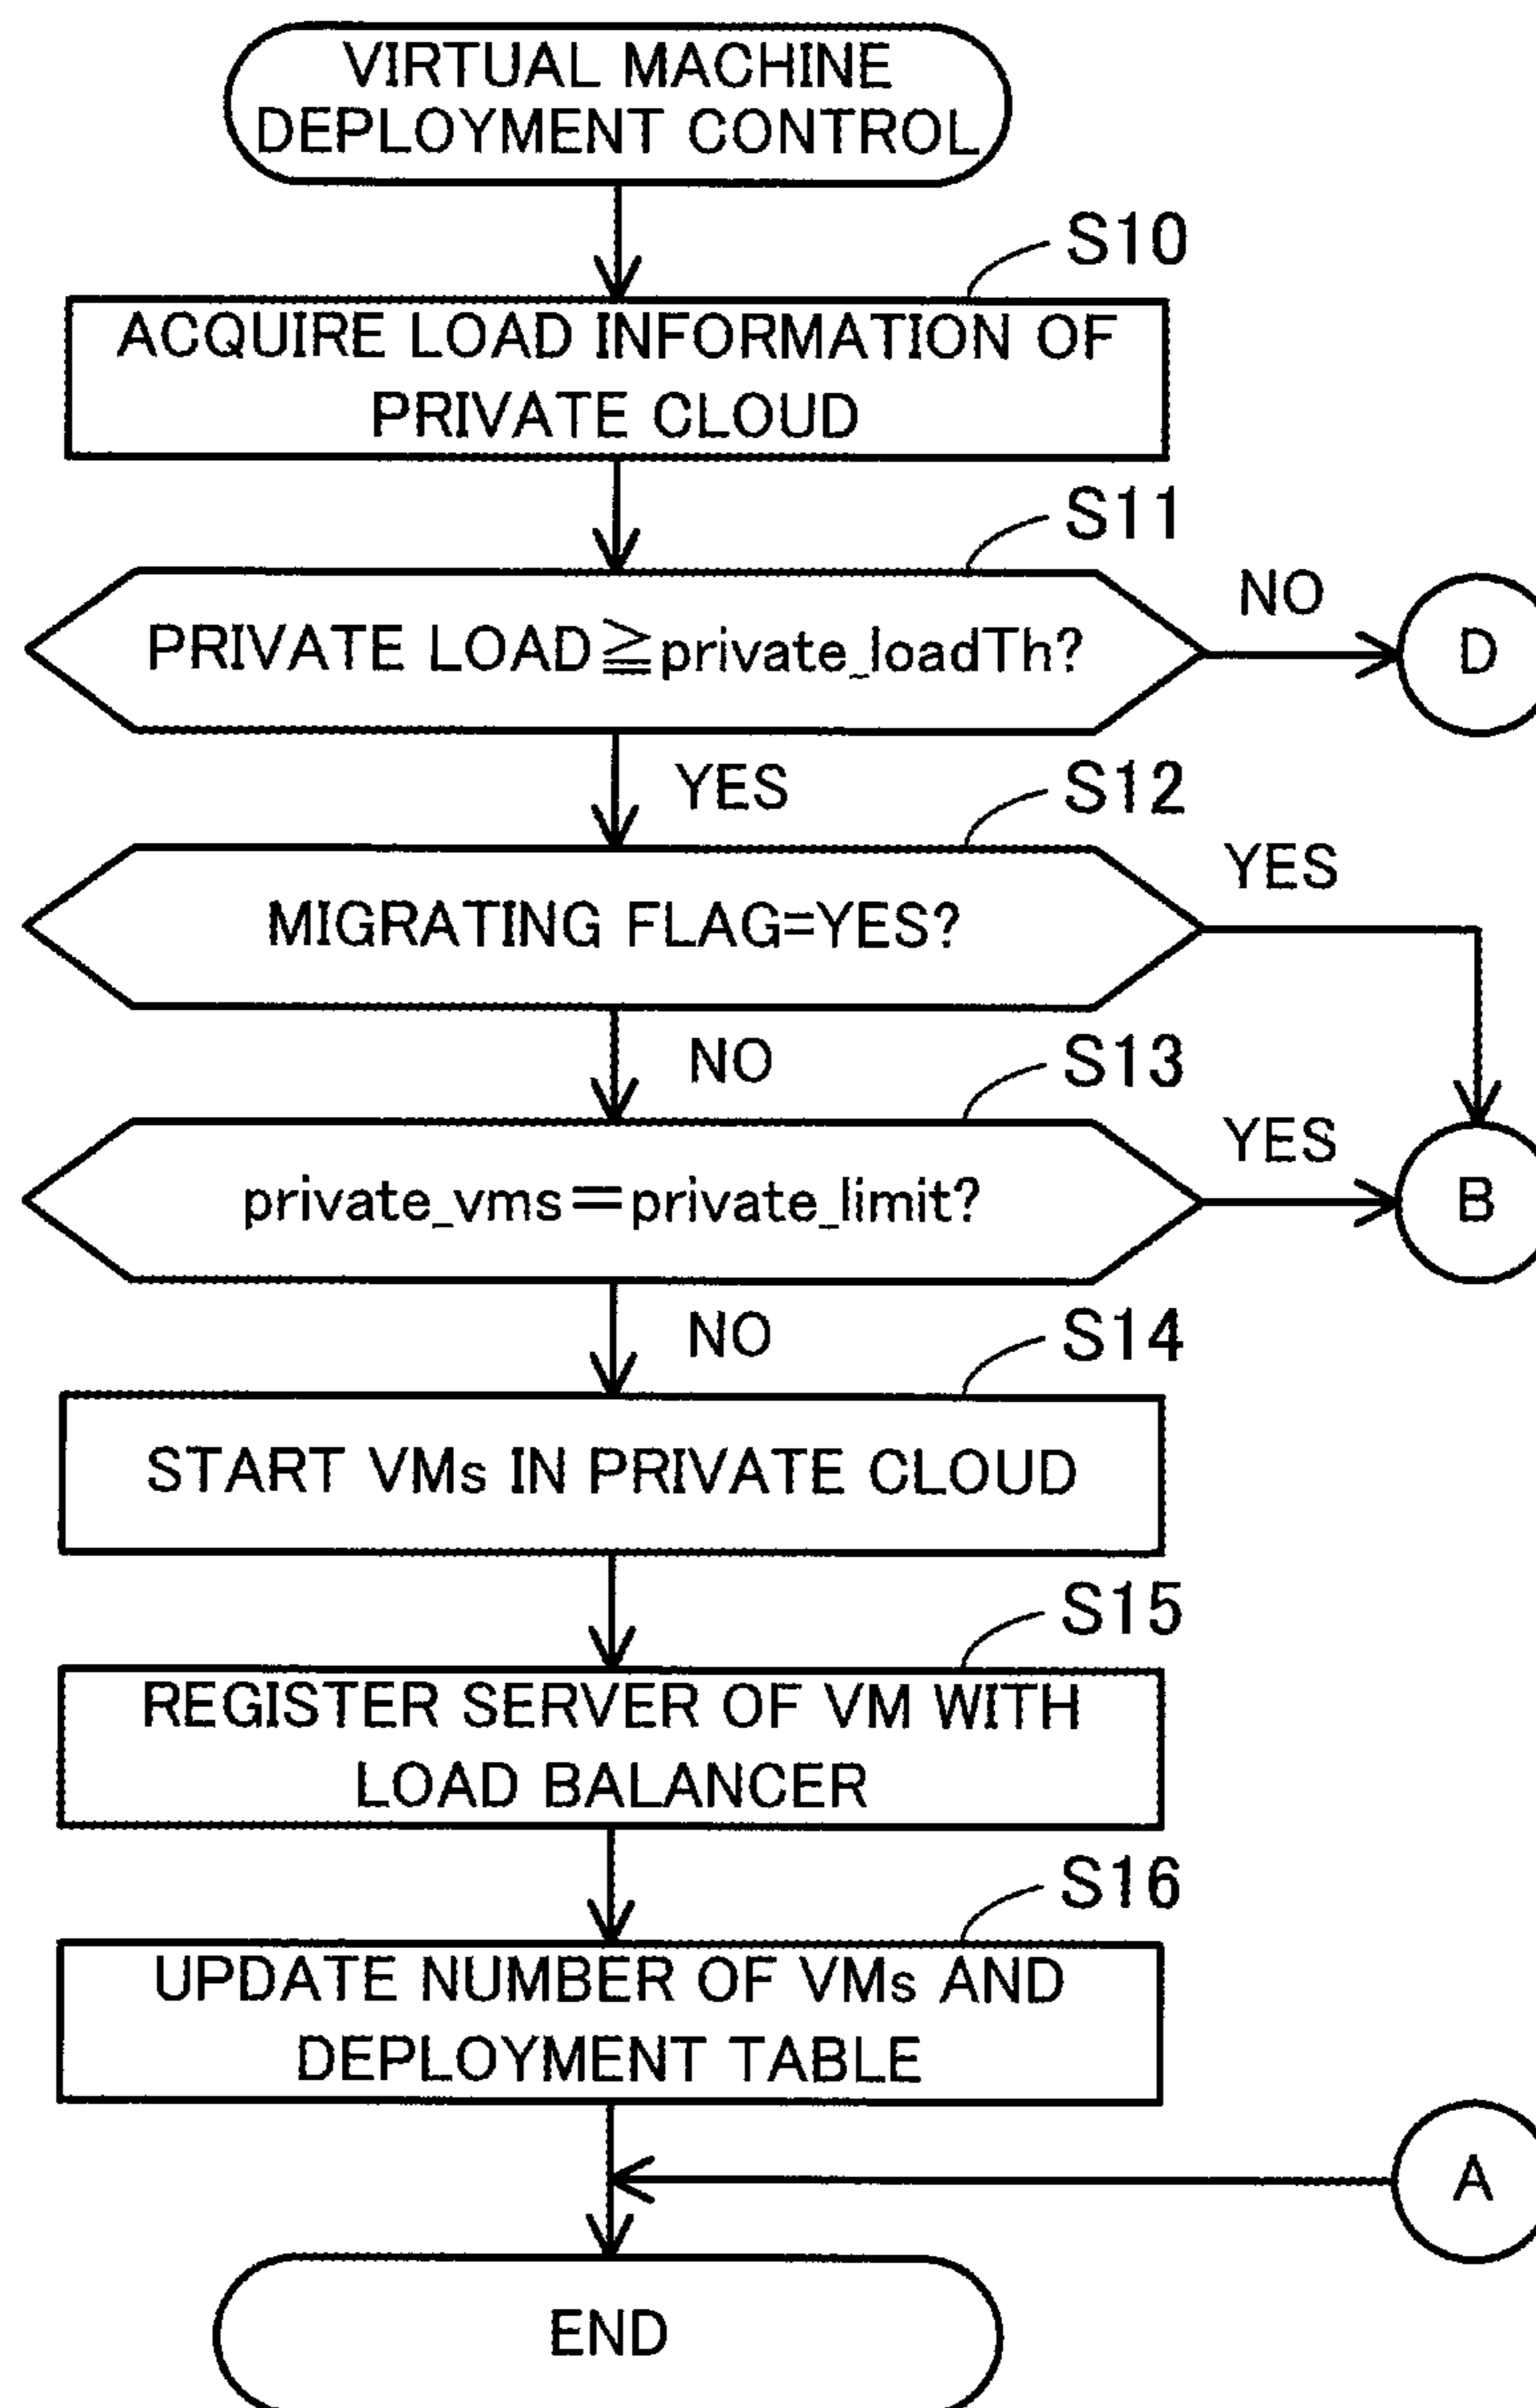 VIRTUAL MACHINE
DEPLOYMENT CONTROL
S10
ACQUIRE LOAD INFORMATION OF
PRIVATE CLOUD
S11
PRIVATE LOAD≧private_loadTh?
NO
D
YES
S12
MIGRATING FLAG=YES?
YES
NO
S13
private_vms=private_limit?
YES
B
NO
S14
START VMs IN PRIVATE CLOUD
S15
REGISTER SERVER OF VM WITH
LOAD BALANCER
S16
UPDATE NUMBER OF VMs AND
DEPLOYMENT TABLE
A
END